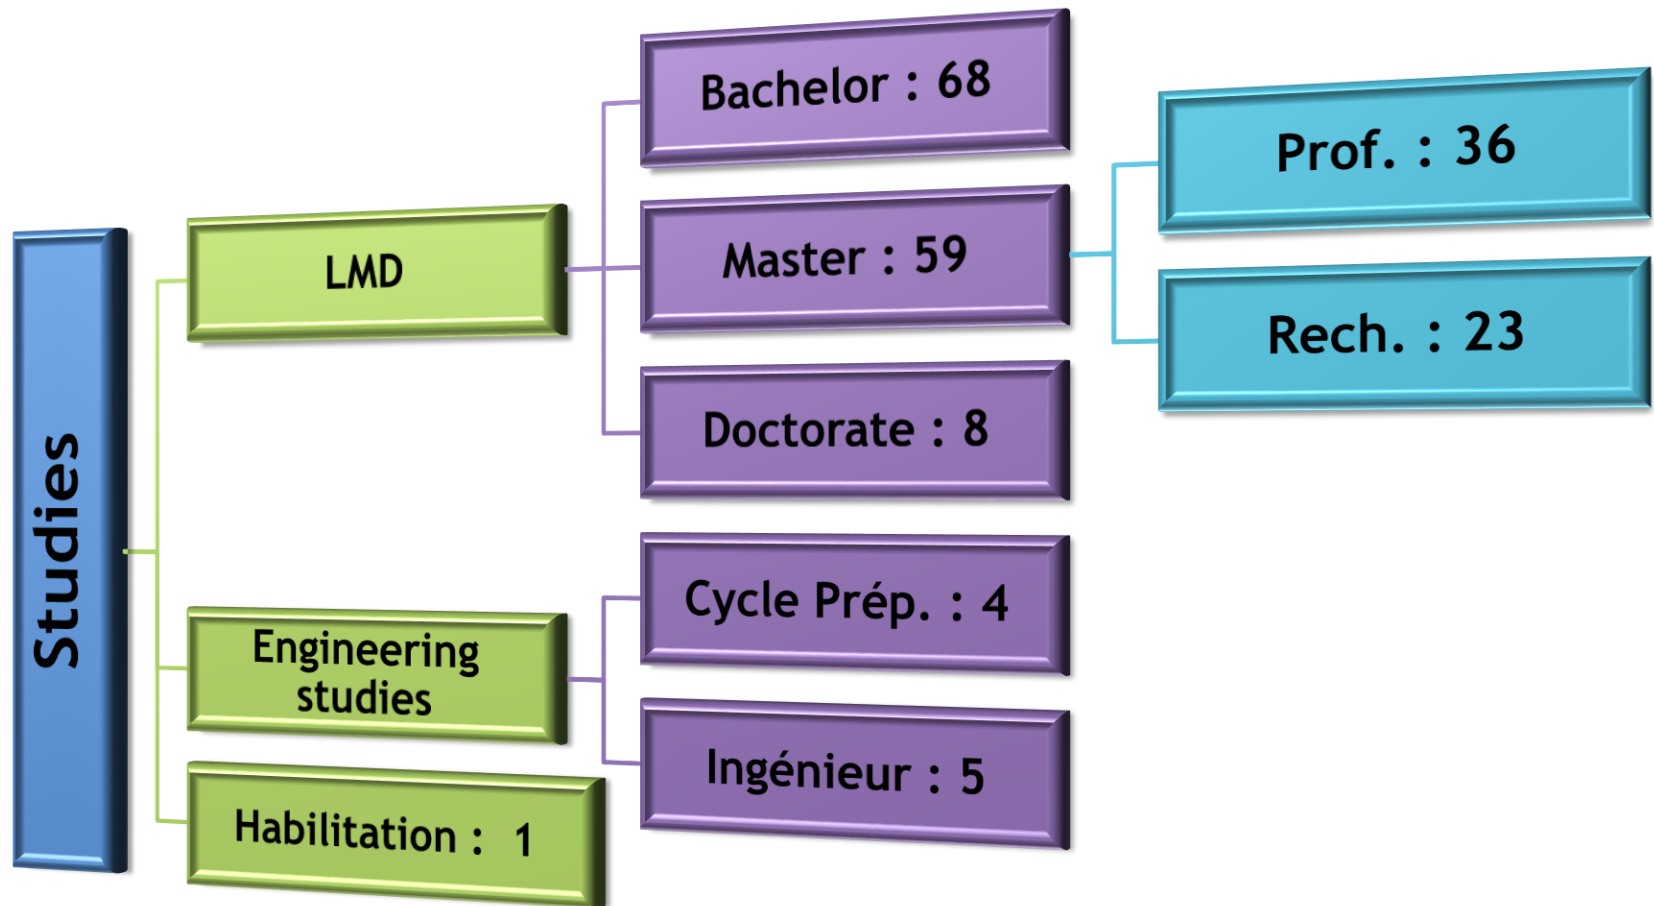 Studies
LMD
Bachelor : 68
Master : 59
Prof. : 36
Rech. : 23
Doctorate : 8
Engineering
studies
Cycle Prép. : 4
Ingénieur : 5
Habilitation : 1